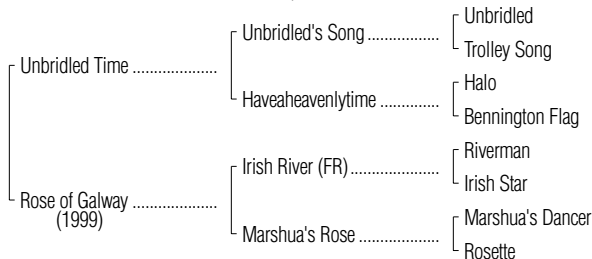 Unbridled
Unbridled's Song .................
Trolley Song
Unbridled Time ....................
Halo
Haveaheavenlytime ..............
Bennington Flag
Riverman
Irish River (FR) .....................
Irish Star
Rose of Galway ....................
(1999)
Marshua's Dancer
Marshua's Rose ...................
Rosette